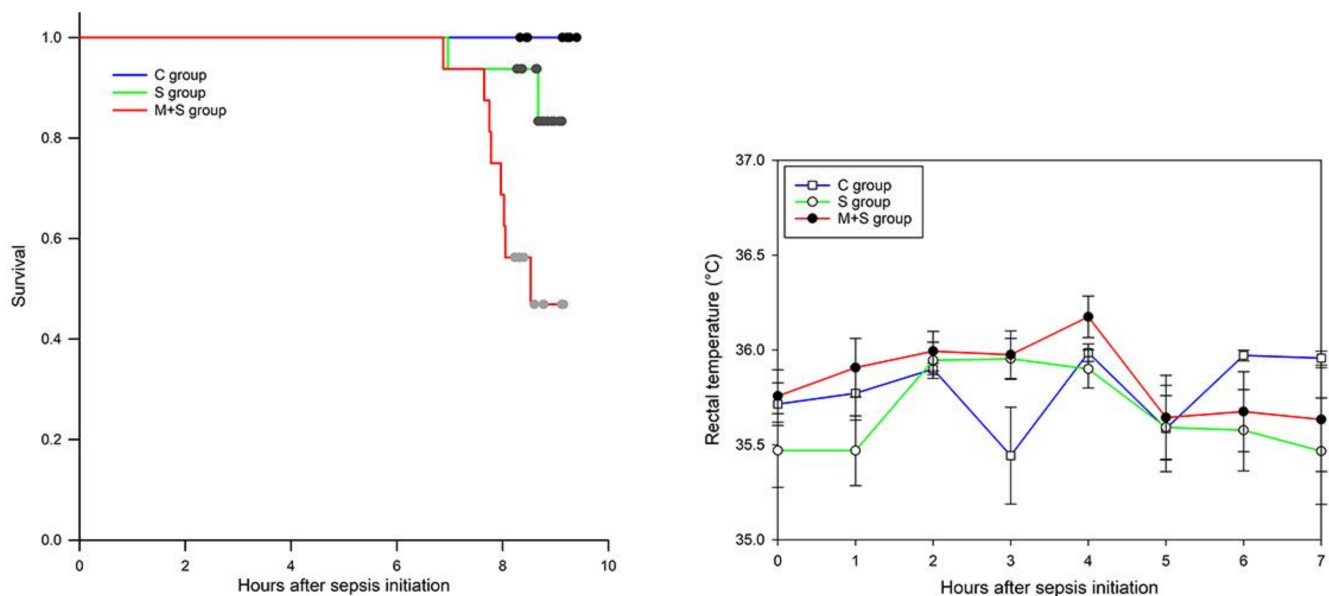 1.0
0.8
0.6
0.4
0.2
0.0
Survival
C group
S group
M+S group
0 2 4 6 8 10
Hours after sepsis initiation
37.0
36.5
36.0
35.5
35.0
Rectal temperature (°C)
C group
S group
M+S group
0 1 2 3 4 5 6 7
Hours after sepsis initiation